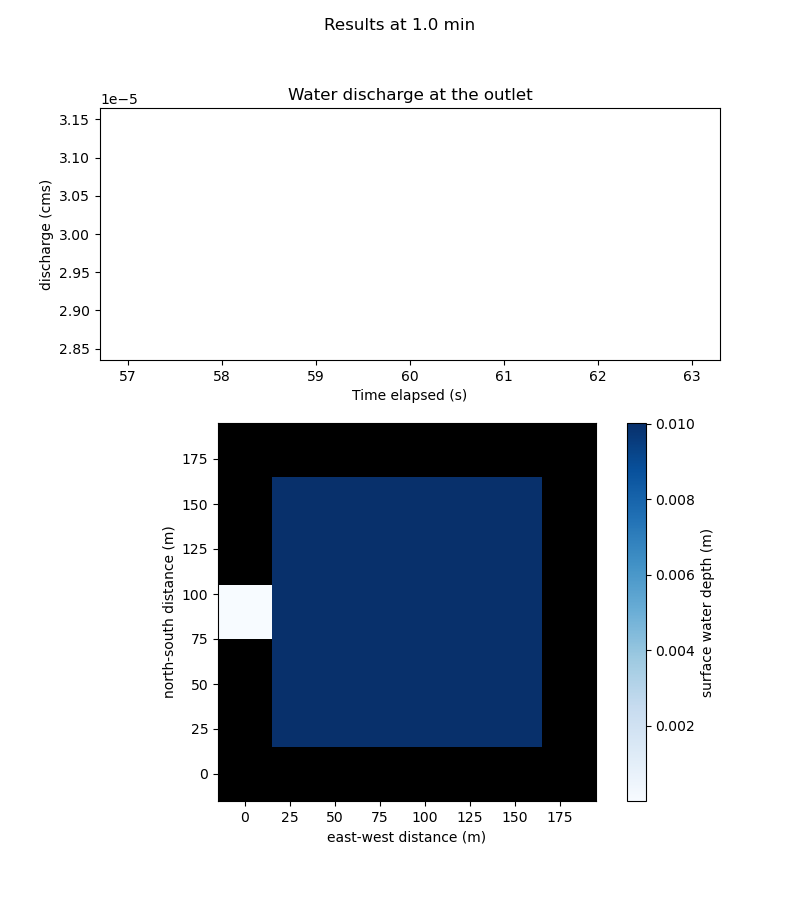 Results at 1.0 min
Water discharge at the outlet
1e−5
3.15
3.10
3.05
3.00
2.95
2.90
2.85
discharge (cms)
57 58 59 60 61 62 63
Time elapsed (s)
175
150
125
100
75
50
25
0
north-south distance (m)
0 25 50 75 100 125 150 175
east-west distance (m)
0.010
0.008
0.006
0.004
0.002
surface water depth (m)